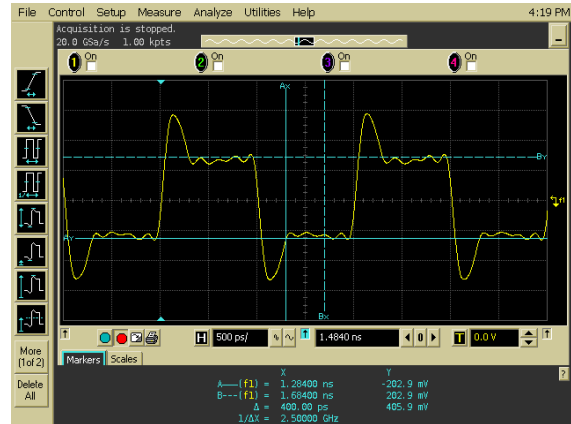 File Control Setup Measure Analyze Utilities Help 4:19 PM
Acquisition is stopped.
20.0 GSa/s 1.00 kpts
1 On 2 On 3 On 4 On
Ax
By
f1
Ay
Bx
H 500 ps/ 1.4840 ns 0 T 0.0 V
More
(1 of 2)
Delete
All
Markers Scales
?
X Y
A——(f1) = 1.28400 ns -202.9 mV
B---(f1) = 1.68400 ns 202.9 mV
Δ = 400.00 ps 405.9 mV
1/ΔX = 2.50000 GHz